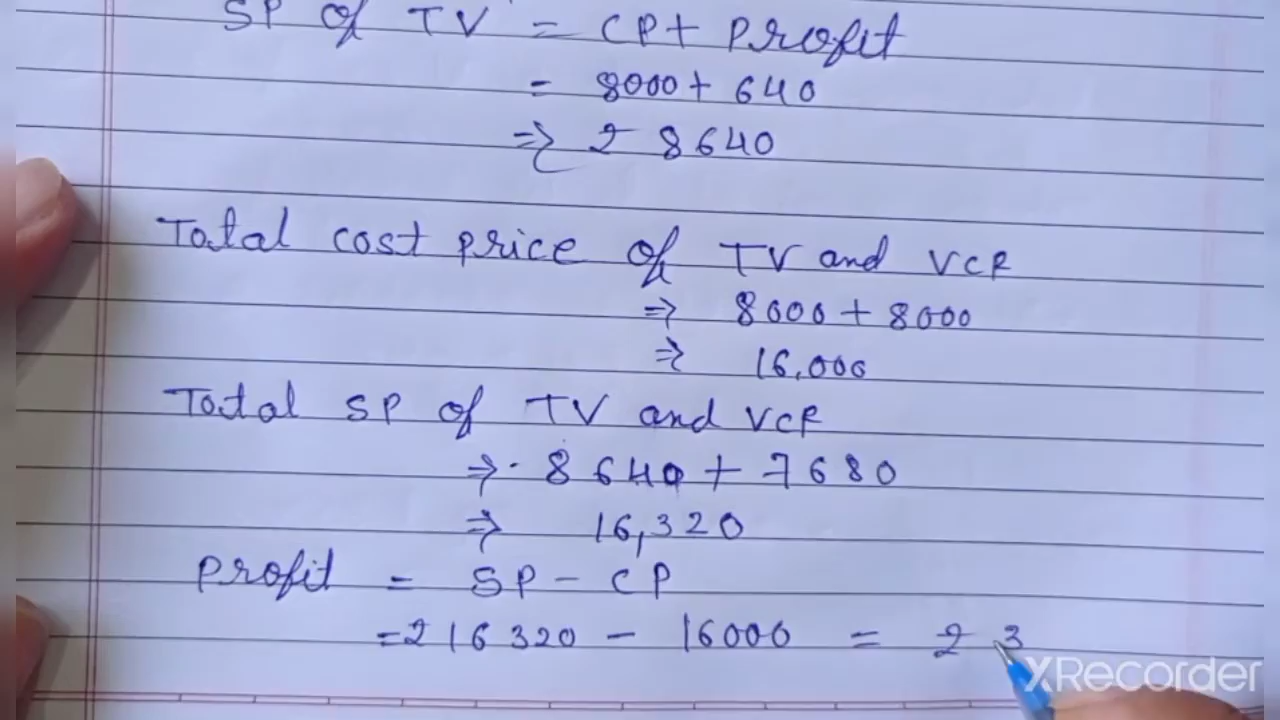 SP of TV = CP + Profit
= 8000 + 640
⇒ ₹ 8640
Total cost price of TV and VCR
⇒ 8000 + 8000
⇒ 16,000
Total SP of TV and VCR
⇒ 8640 + 7680
⇒ 16,320
Profit = SP - CP
= ₹ 16320 - 16000 = ₹ 3
XRecorder